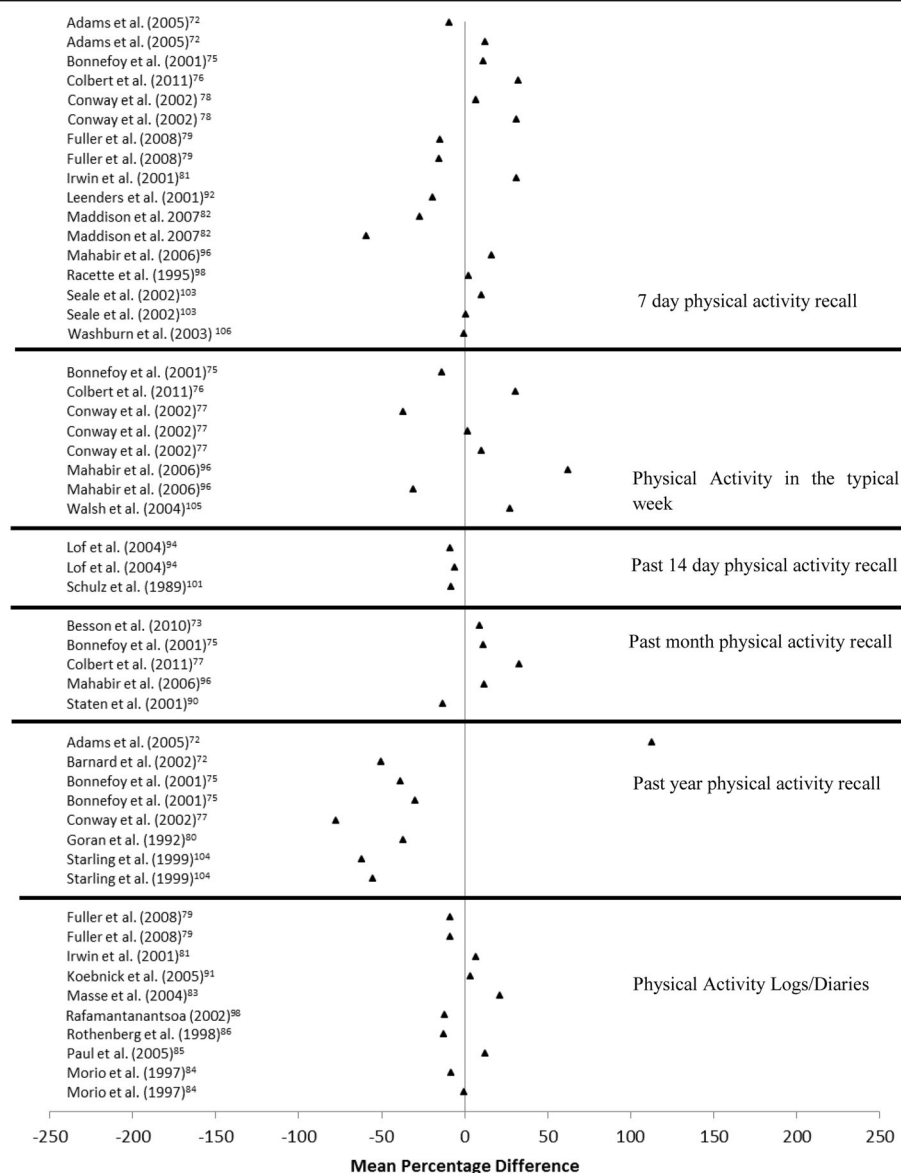 Adams et al. (2005)72
Adams et al. (2005)72
Bonnefoy et al. (2001)75
Colbert et al. (2011)76
Conway et al. (2002) 78
Conway et al. (2002) 78
Fuller et al. (2008)79
Fuller et al. (2008)79
Irwin et al. (2001)81
Leenders et al. (2001)92
Maddison et al. 200782
Maddison et al. 200782
Mahabir et al. (2006)96
Racette et al. (1995)98
Seale et al. (2002)103
7 day physical activity recall
Seale et al. (2002)103
Washburn et al. (2003) 106
Bonnefoy et al. (2001)75
Colbert et al. (2011)76
Conway et al. (2002)77
Conway et al. (2002)77
Conway et al. (2002)77
Mahabir et al. (2006)96
Mahabir et al. (2006)96
Physical Activity in the typical
week
Walsh et al. (2004)105
Lof et al. (2004)94
Lof et al. (2004)94
Past 14 day physical activity recall
Schulz et al. (1989)101
Besson et al. (2010)73
Bonnefoy et al. (2001)75
Past month physical activity recall
Colbert et al. (2011)77
Mahabir et al. (2006)96
Staten et al. (2001)90
Adams et al. (2005)72
Barnard et al. (2002)72
Bonnefoy et al. (2001)75
Past year physical activity recall
Bonnefoy et al. (2001)75
Conway et al. (2002)77
Goran et al. (1992)80
Starling et al. (1999)104
Starling et al. (1999)104
Fuller et al. (2008)79
Fuller et al. (2008)79
Irwin et al. (2001)81
Koebnick et al. (2005)91
Physical Activity Logs/Diaries
Masse et al. (2004)83
Rafamantanantsoa (2002)98
Rothenberg et al. (1998)86
Paul et al. (2005)85
Morio et al. (1997)84
Morio et al. (1997)84
-250 -200 -150 -100 -50 0 50 100 150 200 250
Mean Percentage Difference